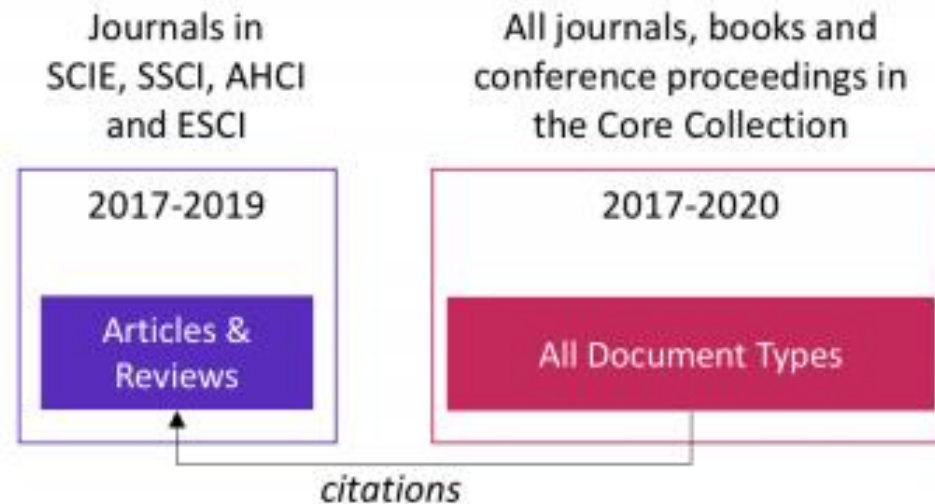 Journals in
SCIE, SSCI, AHCI
and ESCI
2017-2019
Articles &
Reviews
All journals, books and
conference proceedings in
the Core Collection
2017-2020
All Document Types
citations